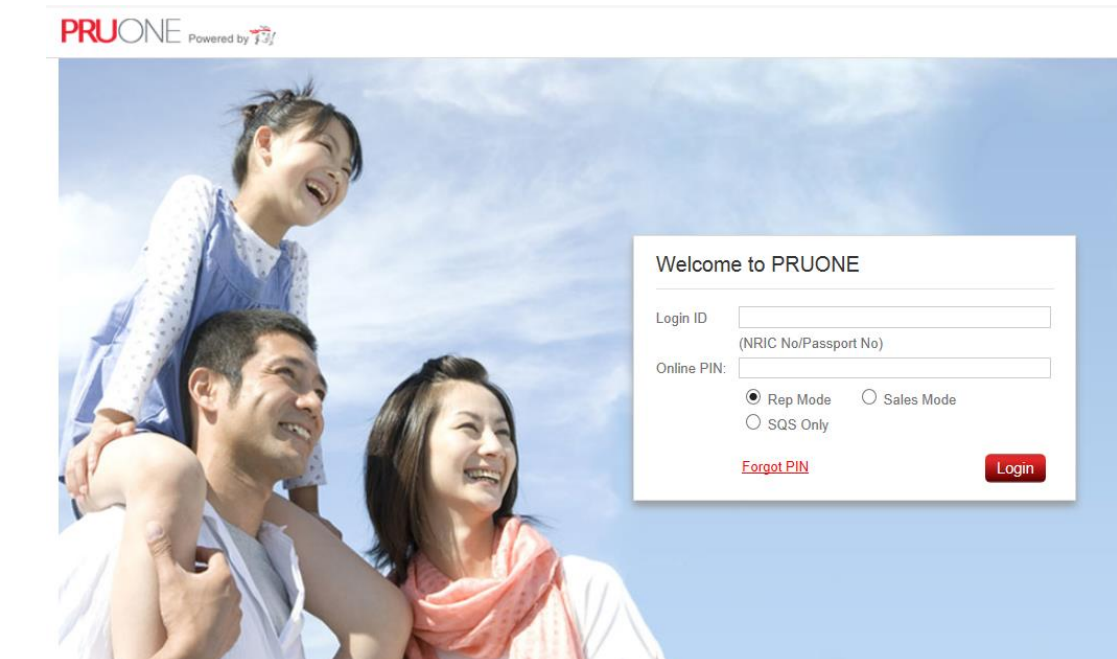 PRUONE Powered by
Welcome to PRUONE
Login ID
(NRIC No/Passport No)
Online PIN:
Rep Mode Sales Mode
SQS Only
Forgot PIN Login